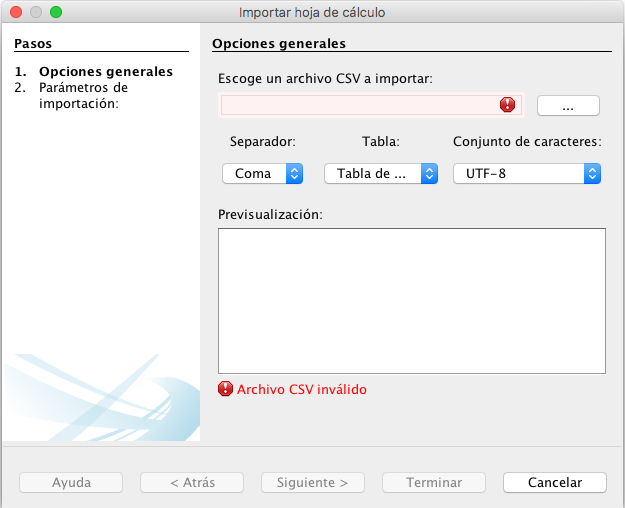 Importar hoja de cálculo
Pasos
1. Opciones generales
2. Parámetros de
importación:
Opciones generales
Escoge un archivo CSV a importar:
...
Separador:
Tabla:
Conjunto de caracteres:
Coma
Tabla de ...
UTF-8
Previsualización:
Archivo CSV inválido
Ayuda
< Atrás
Siguiente >
Terminar
Cancelar